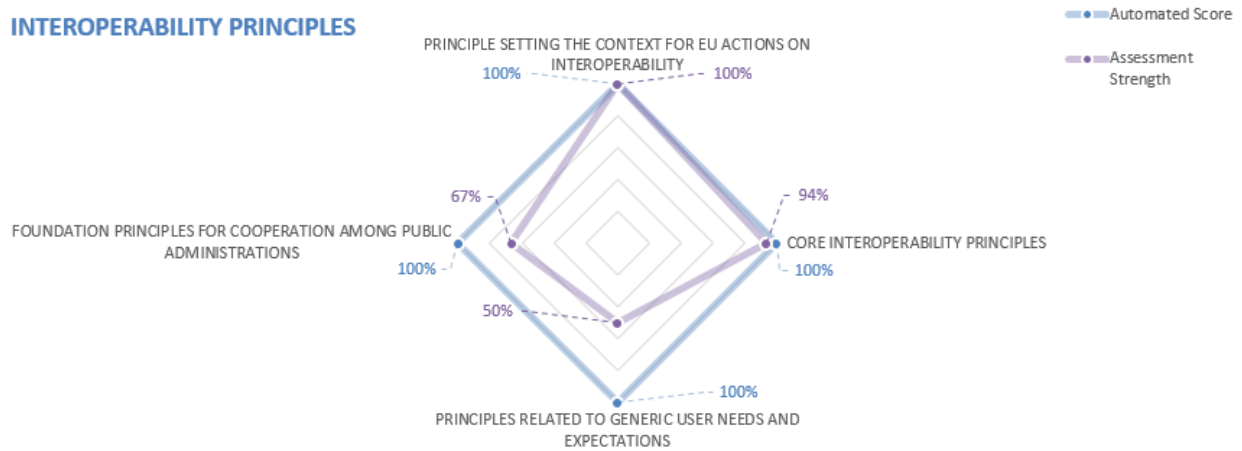 INTEROPERABILITY PRINCIPLES
Automated Score
Assessment
Strength
PRINCIPLE SETTING THE CONTEXT FOR EU ACTIONS ON
INTEROPERABILITY
100%
100%
67%
94%
FOUNDATION PRINCIPLES FOR COOPERATION AMONG PUBLIC
ADMINISTRATIONS
100%
CORE INTEROPERABILITY PRINCIPLES
100%
50%
100%
PRINCIPLES RELATED TO GENERIC USER NEEDS AND
EXPECTATIONS